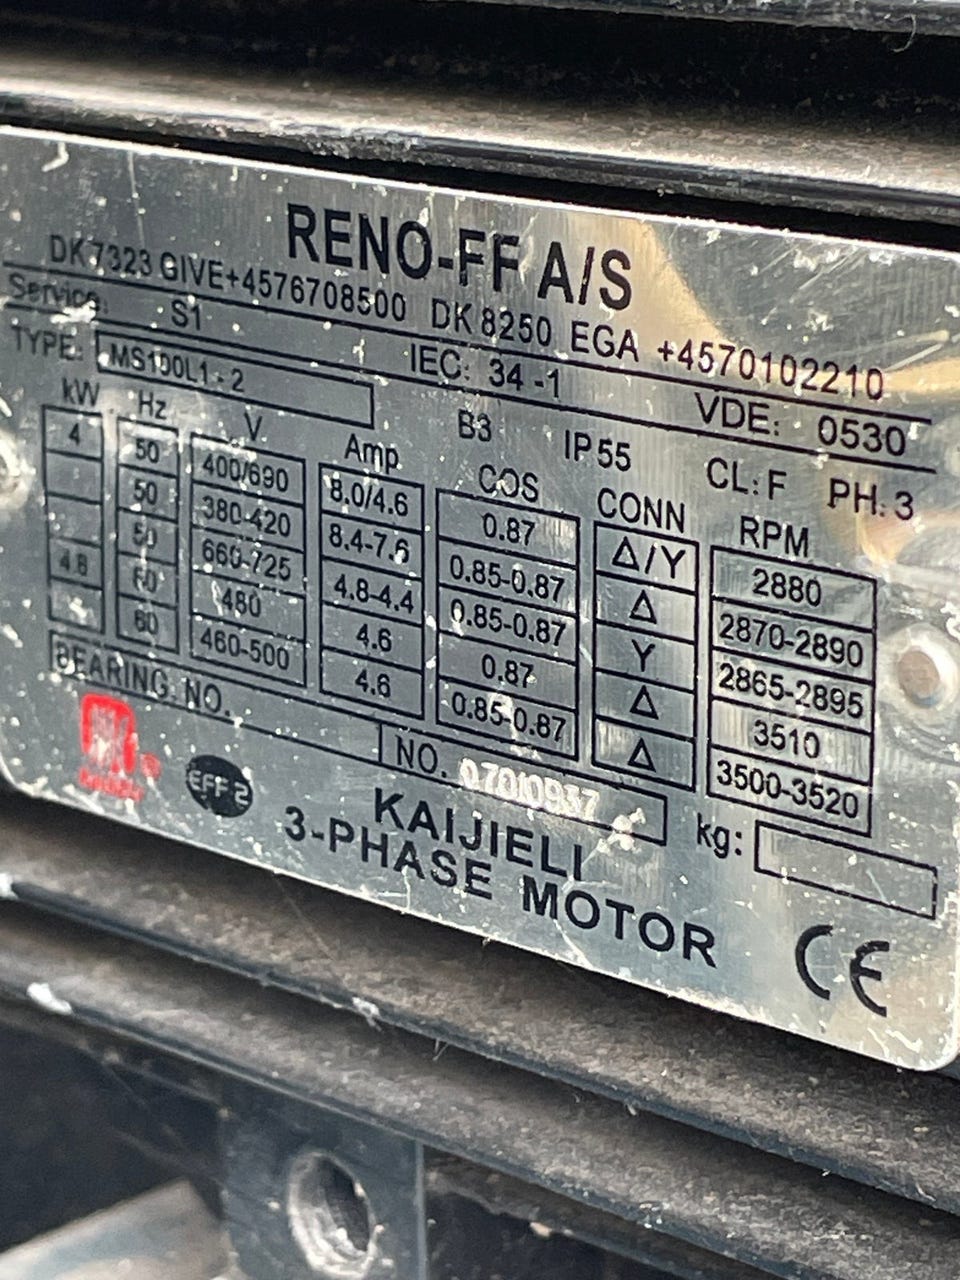 RENO-FF A/S
DK 7323 GIVE+4576708500 DK 8250 EGA +4570102210
Service: S1 IEC: 34-1 VDE: 0530
TYPE: MS100L1-2 B3 IP55 CL: F PH: 3
kW Hz V Amp COS CONN RPM
4 50 400/690 8.0/4.6 0.87 Δ/Y 2880
50 380-420 8.4-7.6 0.85-0.87 Δ 2870-2890
50 660-725 4.8-4.4 0.85-0.87 Y 2865-2895
4.8 60 480 4.6 0.87 Δ 3510
60 460-500 4.6 0.85-0.87 Δ 3500-3520
BEARING NO.
NO. 07010937 kg:
®
EFF 2
KAIJIELI
3-PHASE MOTOR
CE